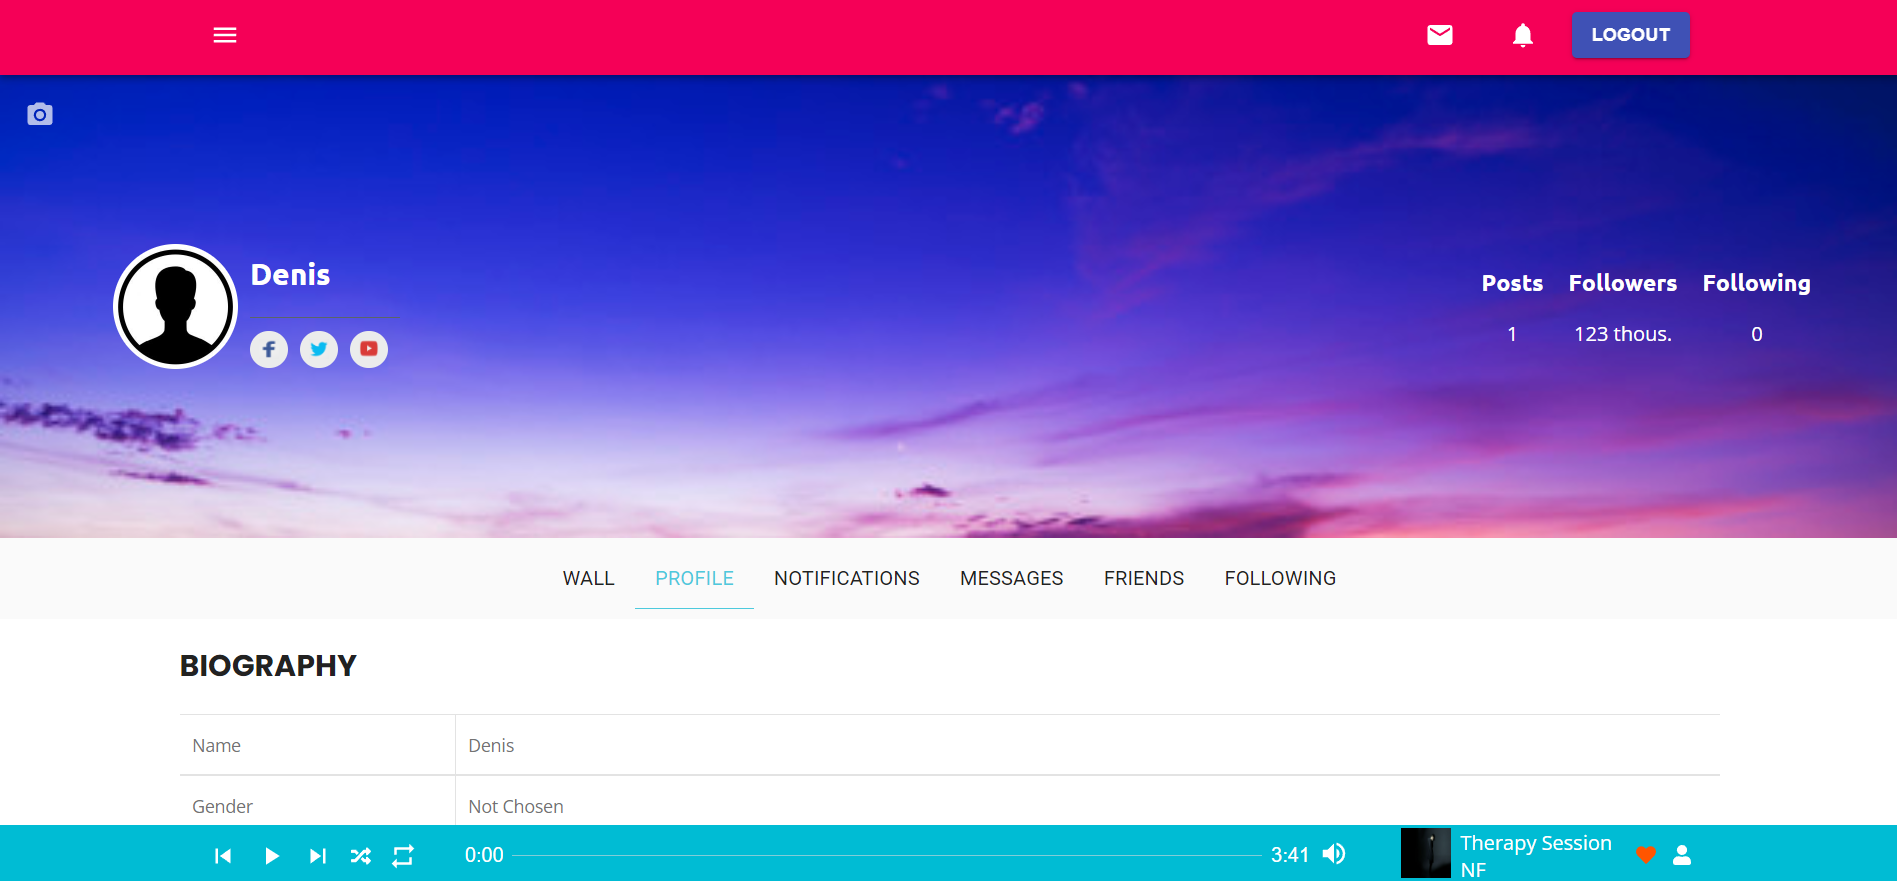 LOGOUT
Denis
Posts Followers Following
1 123 thous. 0
WALL PROFILE NOTIFICATIONS MESSAGES FRIENDS FOLLOWING
BIOGRAPHY
Name Denis
Gender Not Chosen
0:00 3:41
Therapy Session
NF